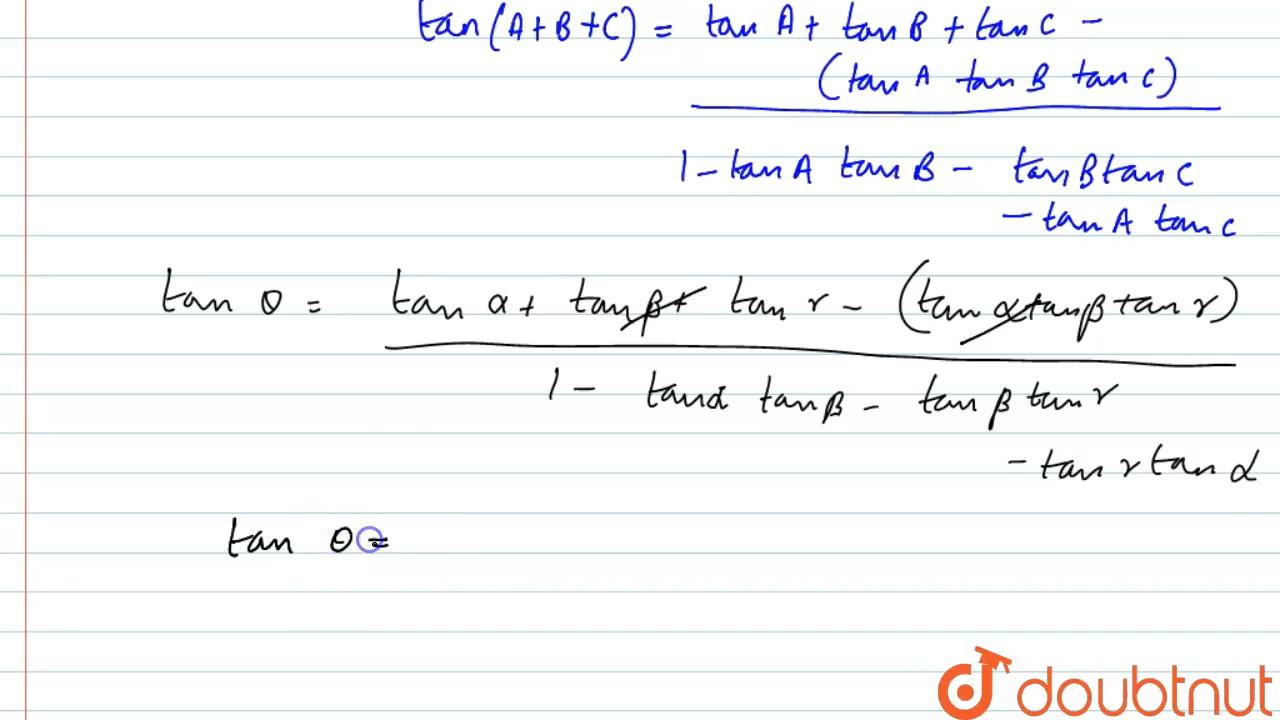 tan(A+B+C) = tan A + tan B + tan C -
(tan A tan B tan C)
1 - tan A tan B - tan B tan C
- tan A tan C
tan θ = tan α + tan β + tan r - (tan α tan β tan r)
1 - tan α tan β - tan β tan r
- tan r tan α
tan θ =
doubtnut